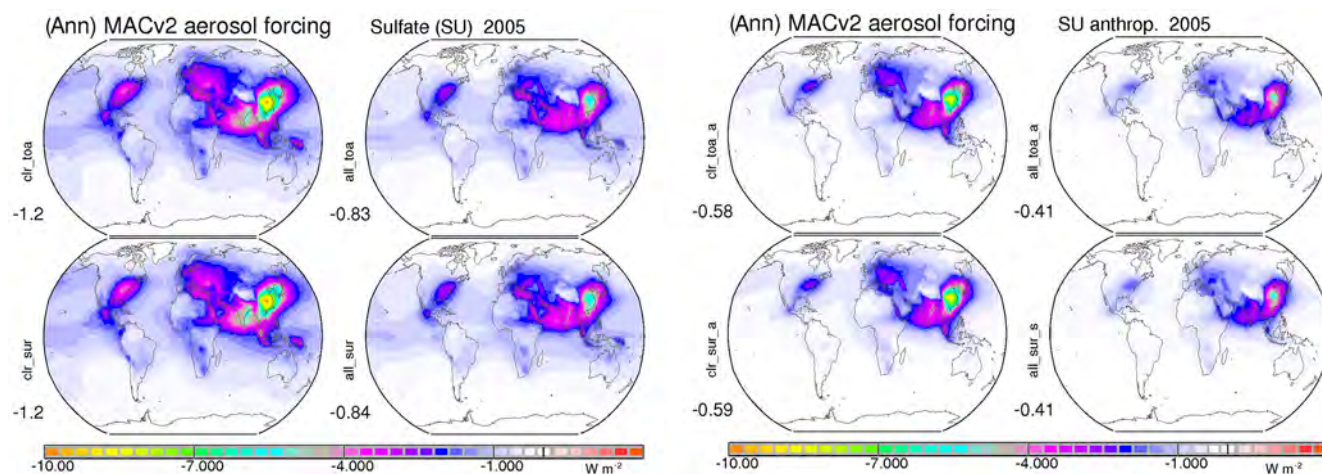 (Ann) MACv2 aerosol forcing Sulfate (SU) 2005
clr_toa
-1.2
all_toa
-0.83
clr_sur
-1.2
all_sur
-0.84
-10.00 -7.000 -4.000 -1.000 W m-2
(Ann) MACv2 aerosol forcing SU anthrop. 2005
clr_toa_a
-0.58
all_toa_a
-0.41
clr_sur_a
-0.59
all_sur_s
-0.41
-10.00 -7.000 -4.000 -1.000 W m-2